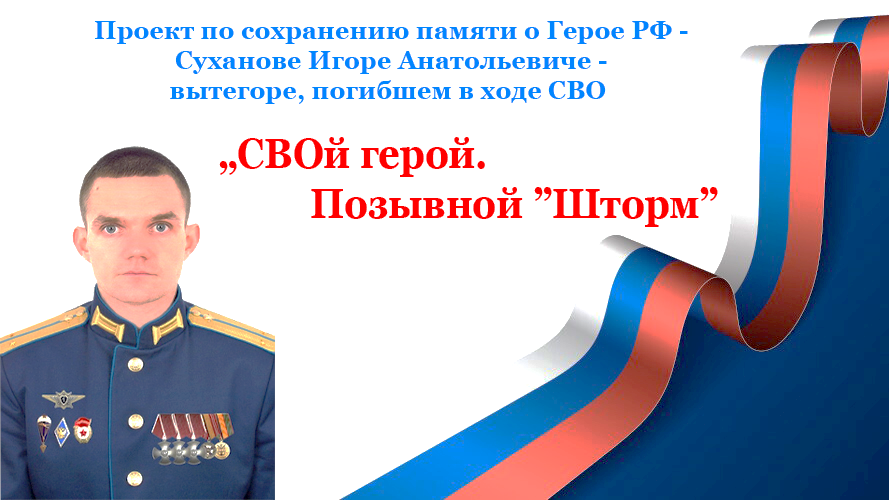 Проект по сохранению памяти о Герое РФ -
Суханове Игоре Анатольевиче -
вытегоре, погибшем в ходе СВО
„СВОй герой.
Позывной ”Шторм”